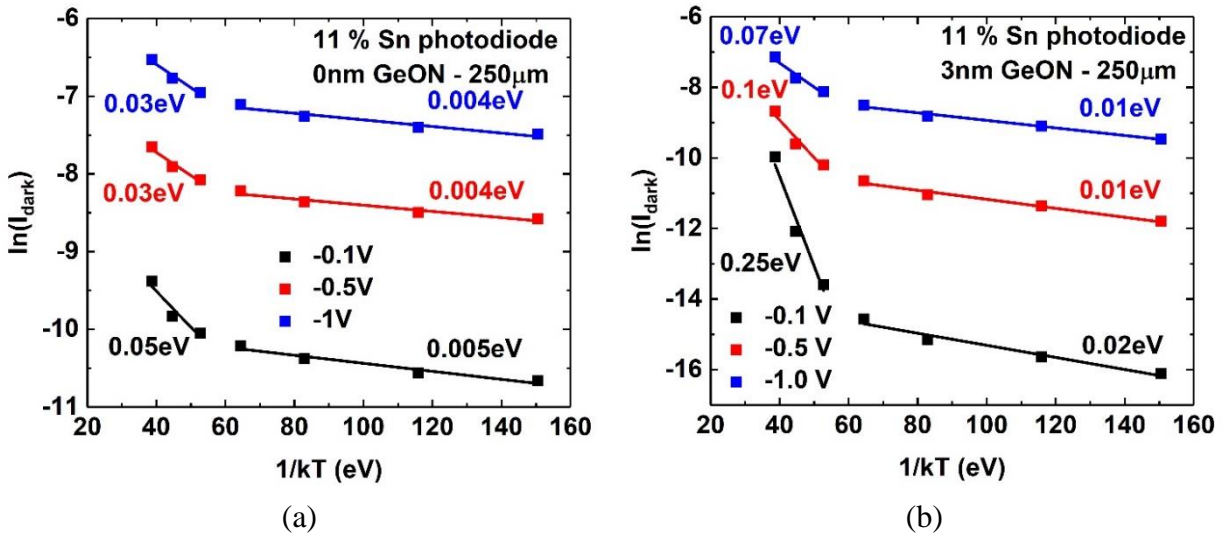 11 % Sn photodiode
0nm GeON - 250µm
-6
-7
-8
-9
-10
-11
ln(I_dark)
0.03eV
0.004eV
0.03eV
0.004eV
-0.1V
-0.5V
-1V
0.05eV
0.005eV
20 40 60 80 100 120 140 160
1/kT (eV)
(a)
11 % Sn photodiode
3nm GeON - 250µm
-6
-8
-10
-12
-14
-16
ln(I_dark)
0.07eV
0.1eV
0.01eV
0.01eV
0.25eV
-0.1 V
-0.5 V
-1.0 V
0.02eV
20 40 60 80 100 120 140 160
1/kT (eV)
(b)